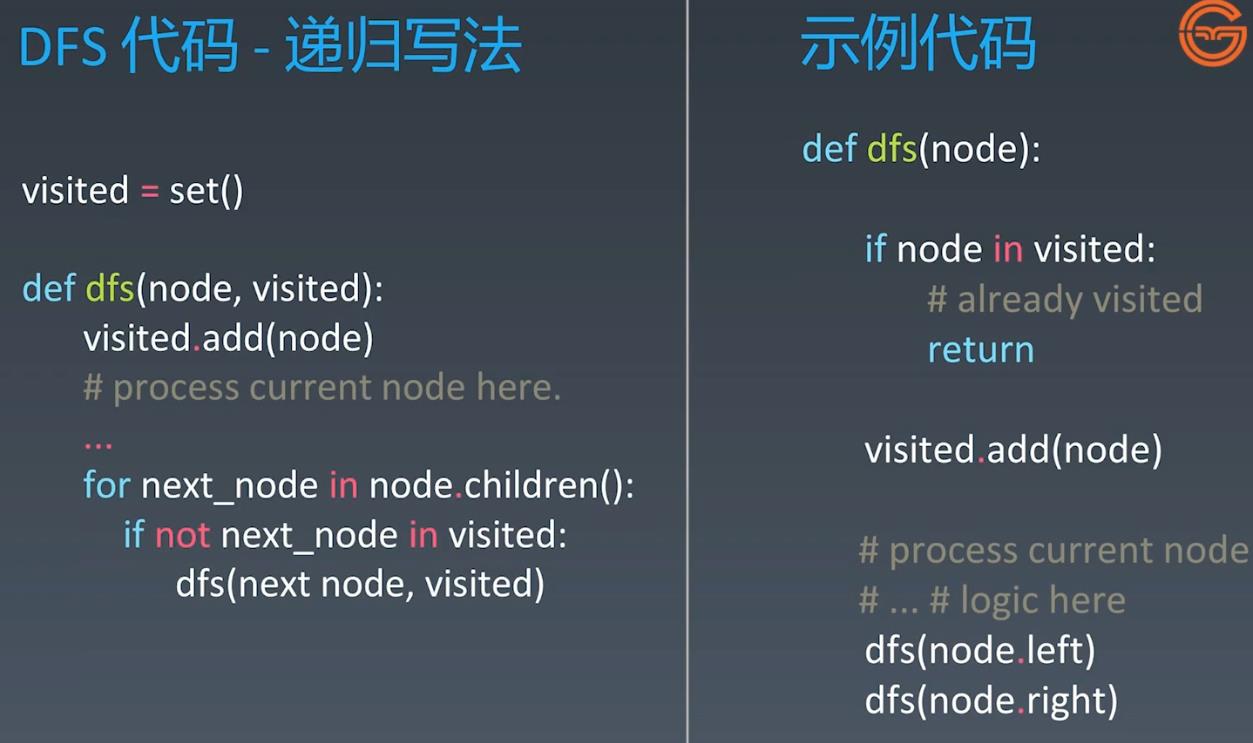 DFS 代码 - 递归写法
visited = set()
def dfs(node, visited):
visited.add(node)
# process current node here.
...
for next_node in node.children():
if not next_node in visited:
dfs(next node, visited)
示例代码
def dfs(node):
if node in visited:
# already visited
return
visited.add(node)
# process current node
# ... # logic here
dfs(node.left)
dfs(node.right)